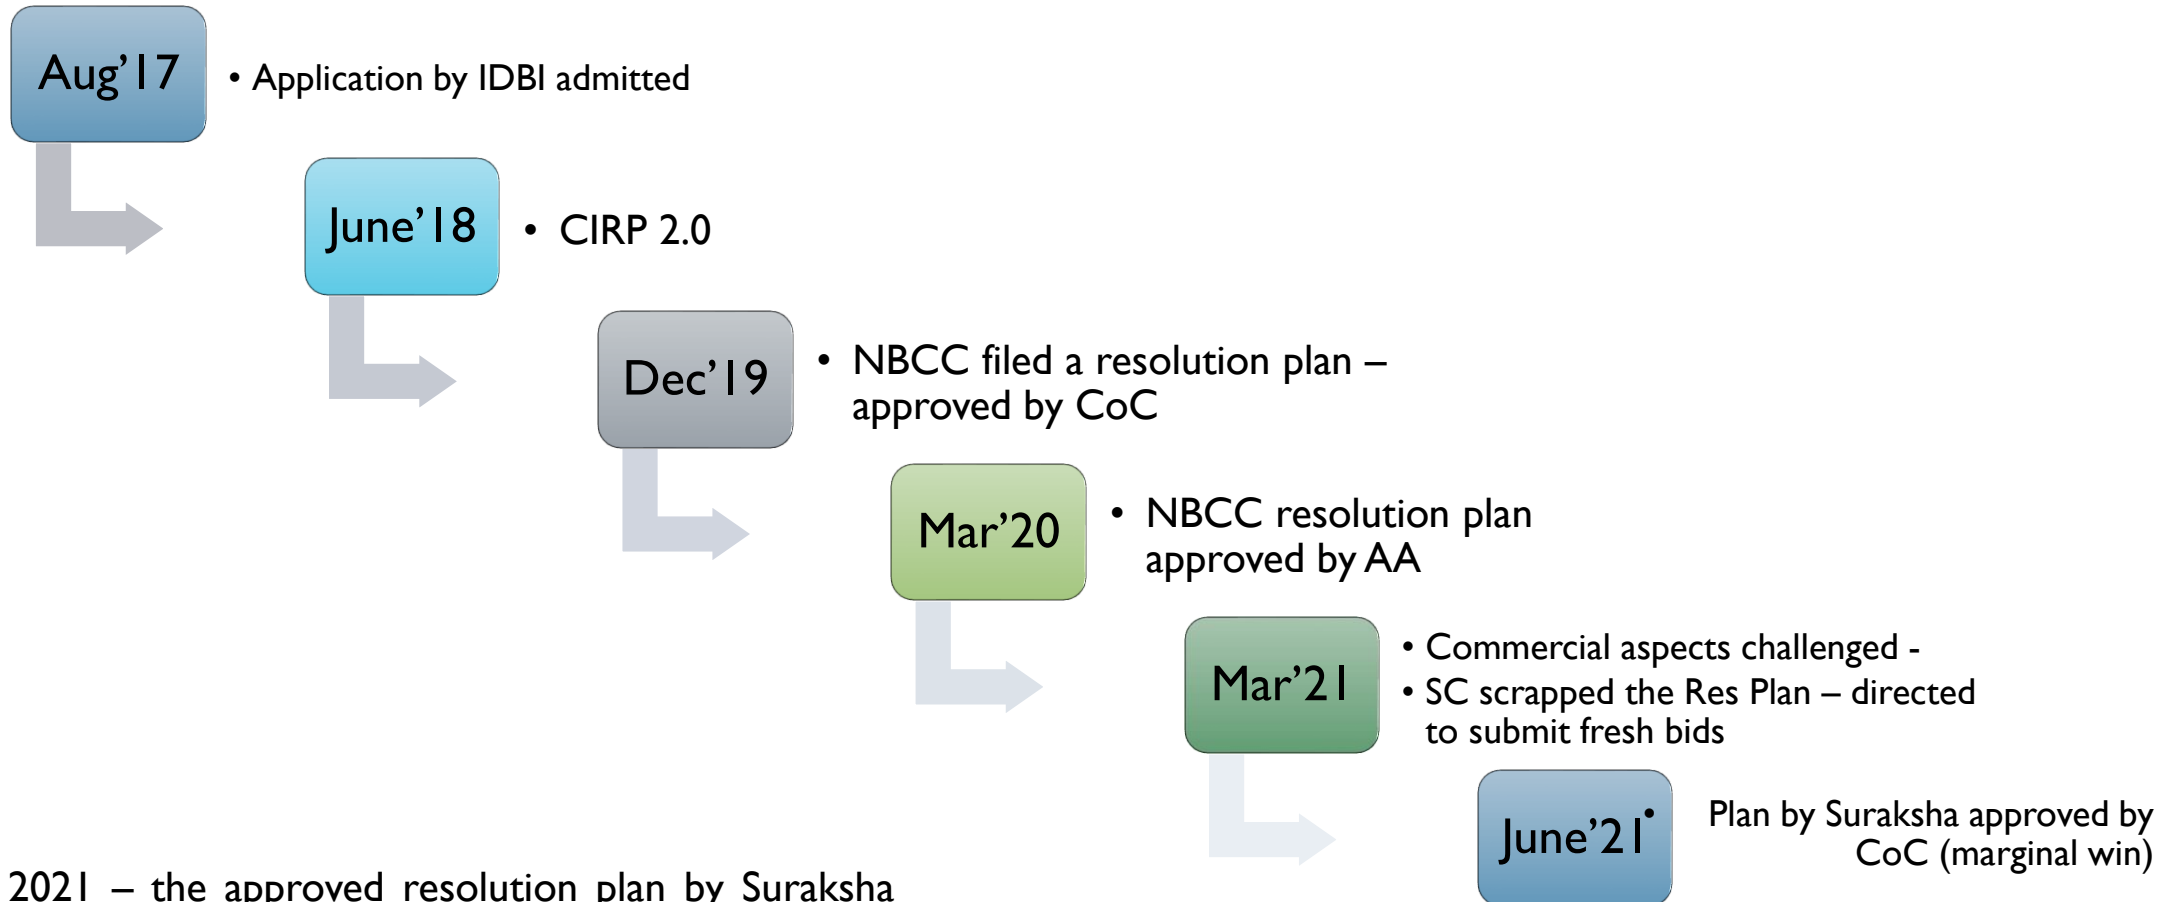 Aug’17
• Application by IDBI admitted
June’18
• CIRP 2.0
Dec’19
• NBCC filed a resolution plan –
approved by CoC
Mar’20
• NBCC resolution plan
approved by AA
Mar’21
• Commercial aspects challenged -
• SC scrapped the Res Plan – directed
to submit fresh bids
June’21
• Plan by Suraksha approved by
CoC (marginal win)
2021 – the approved resolution plan by Suraksha